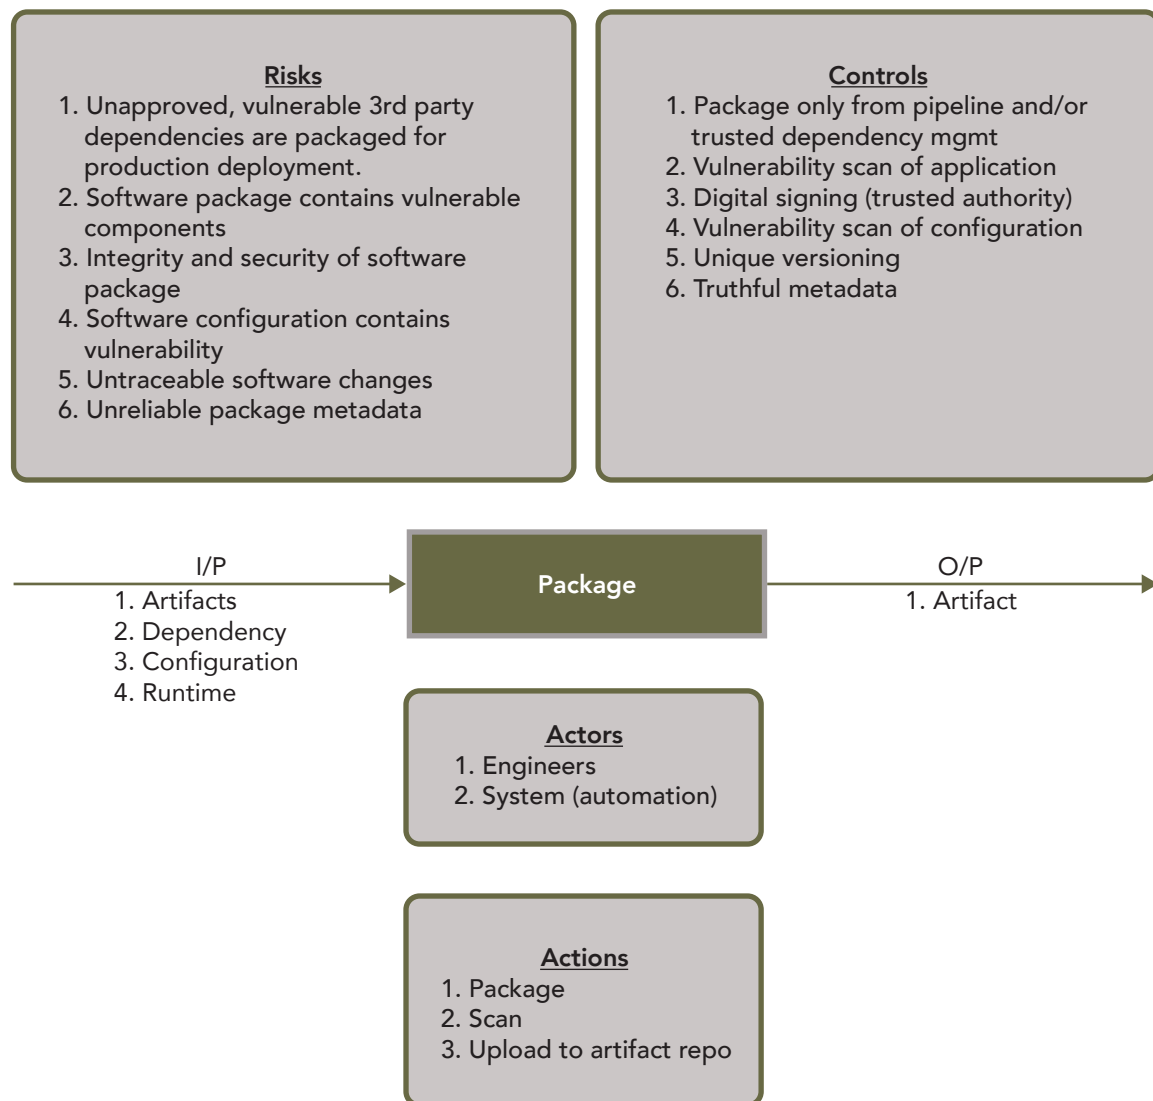 Risks
1. Unapproved, vulnerable 3rd party
dependencies are packaged for
production deployment.
2. Software package contains vulnerable
components
3. Integrity and security of software
package
4. Software configuration contains
vulnerability
5. Untraceable software changes
6. Unreliable package metadata
Controls
1. Package only from pipeline and/or
trusted dependency mgmt
2. Vulnerability scan of application
3. Digital signing (trusted authority)
4. Vulnerability scan of configuration
5. Unique versioning
6. Truthful metadata
I/P
1. Artifacts
2. Dependency
3. Configuration
4. Runtime
Package
O/P
1. Artifact
Actors
1. Engineers
2. System (automation)
Actions
1. Package
2. Scan
3. Upload to artifact repo